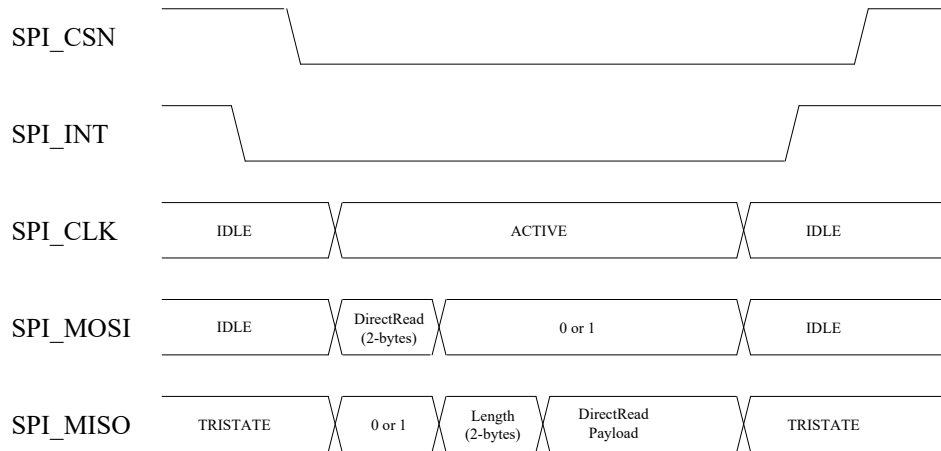 SPI_CSN
SPI_INT
SPI_CLK
IDLE
ACTIVE
IDLE
SPI_MOSI
IDLE
DirectRead
(2-bytes)
0 or 1
IDLE
SPI_MISO
TRISTATE
0 or 1
Length
(2-bytes)
DirectRead
Payload
TRISTATE